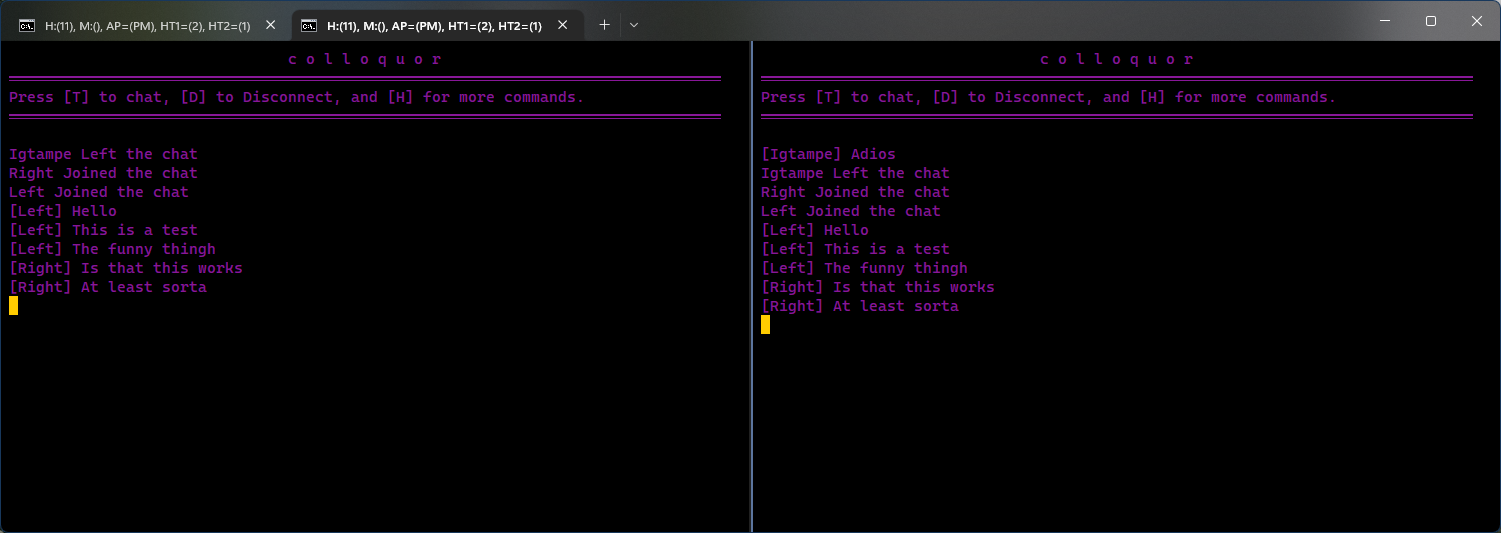 H:(11), M:(), AP=(PM), HT1=(2), HT2=(1)
H:(11), M:(), AP=(PM), HT1=(2), HT2=(1)
c o l l o q u o r
Press [T] to chat, [D] to Disconnect, and [H] for more commands.
Igtampe Left the chat
Right Joined the chat
Left Joined the chat
[Left] Hello
[Left] This is a test
[Left] The funny thingh
[Right] Is that this works
[Right] At least sorta
c o l l o q u o r
Press [T] to chat, [D] to Disconnect, and [H] for more commands.
[Igtampe] Adios
Igtampe Left the chat
Right Joined the chat
Left Joined the chat
[Left] Hello
[Left] This is a test
[Left] The funny thingh
[Right] Is that this works
[Right] At least sorta